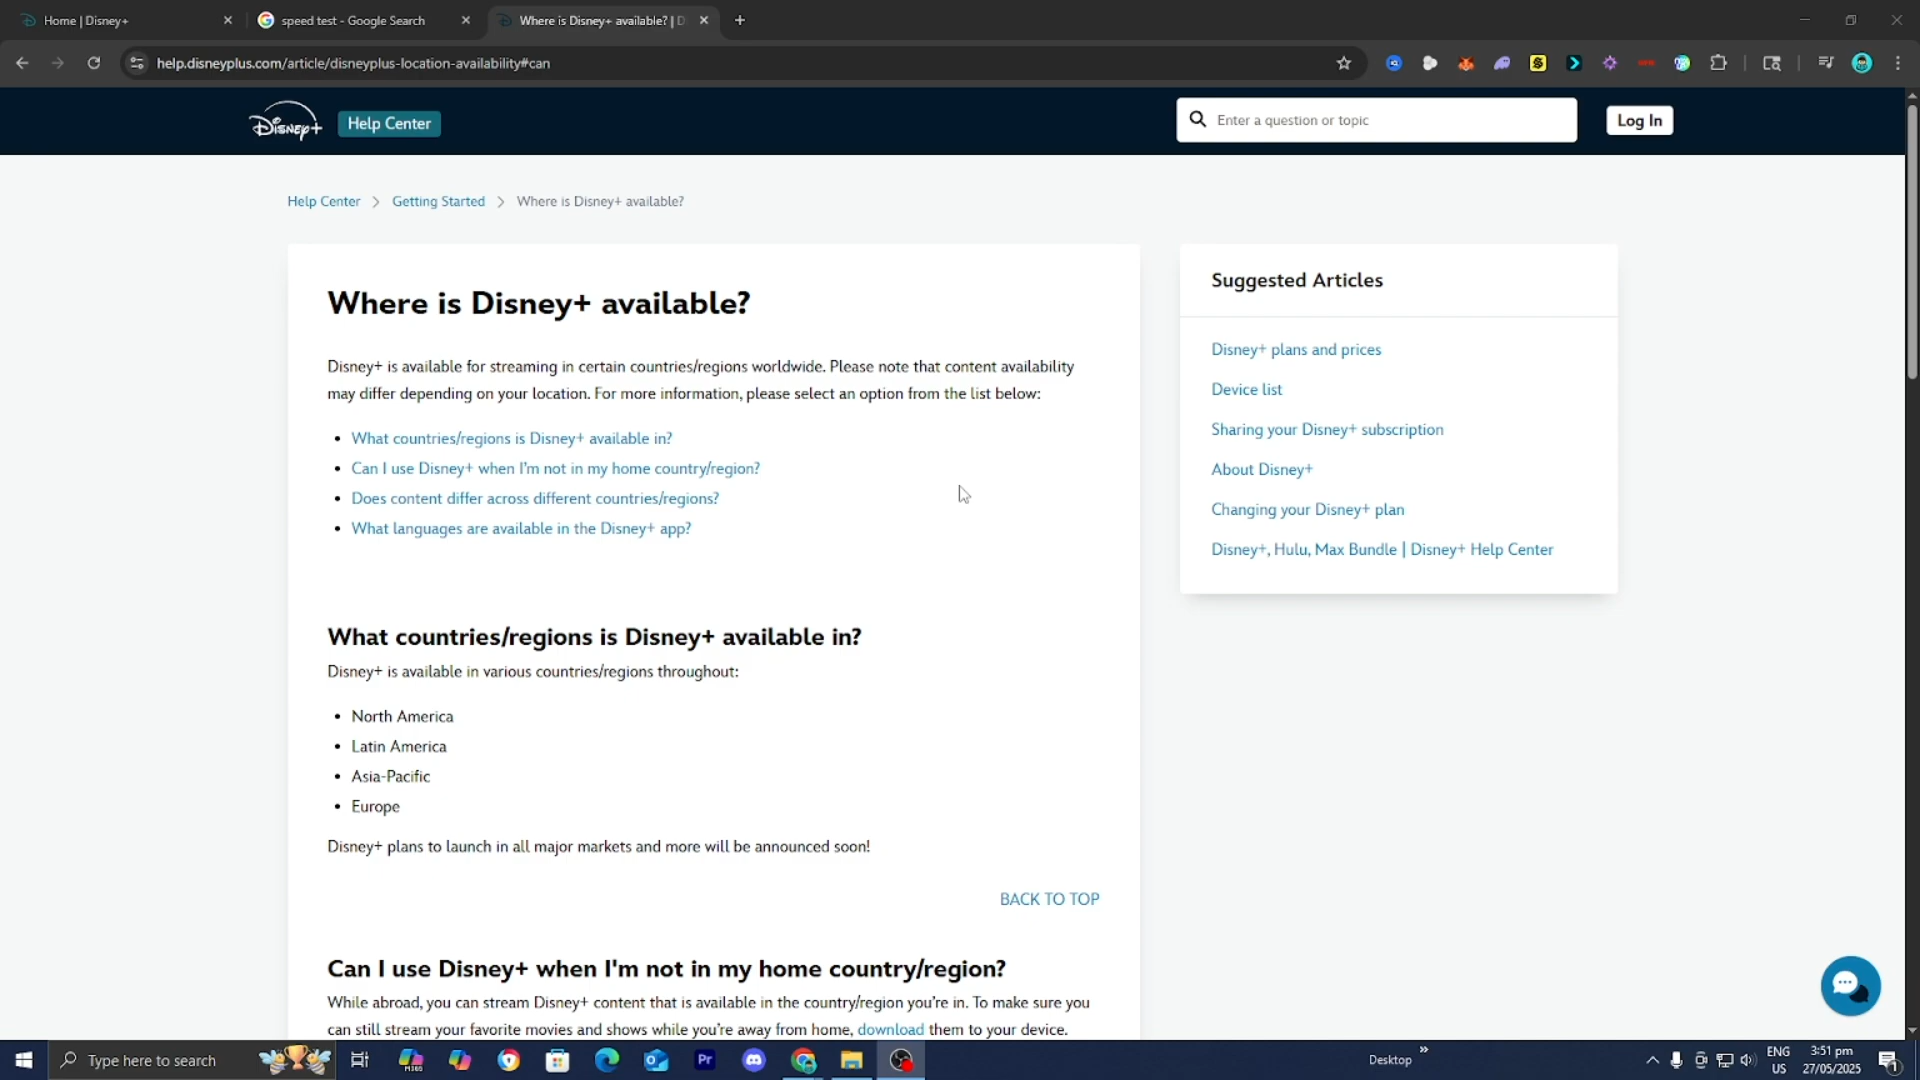 Home | Disney+
speed test - Google Search
Where is Disney+ available? | D
help.disneyplus.com/article/disneyplus-location-availability#can
Disney+
Help Center
Enter a question or topic
Log In
Help Center
Getting Started
Where is Disney+ available?
Where is Disney+ available?
Disney+ is available for streaming in certain countries/regions worldwide. Please note that content availability
may differ depending on your location. For more information, please select an option from the list below:
What countries/regions is Disney+ available in?
Can I use Disney+ when I'm not in my home country/region?
Does content differ across different countries/regions?
What languages are available in the Disney+ app?
What countries/regions is Disney+ available in?
Disney+ is available in various countries/regions throughout:
North America
Latin America
Asia-Pacific
Europe
Disney+ plans to launch in all major markets and more will be announced soon!
BACK TO TOP
Can I use Disney+ when I'm not in my home country/region?
While abroad, you can stream Disney+ content that is available in the country/region you're in. To make sure you
can still stream your favorite movies and shows while you're away from home, download them to your device.
Suggested Articles
Disney+ plans and prices
Device list
Sharing your Disney+ subscription
About Disney+
Changing your Disney+ plan
Disney+, Hulu, Max Bundle | Disney+ Help Center
Type here to search
M365
Pr
Desktop
ENG
US
3:51 pm
27/05/2025
1